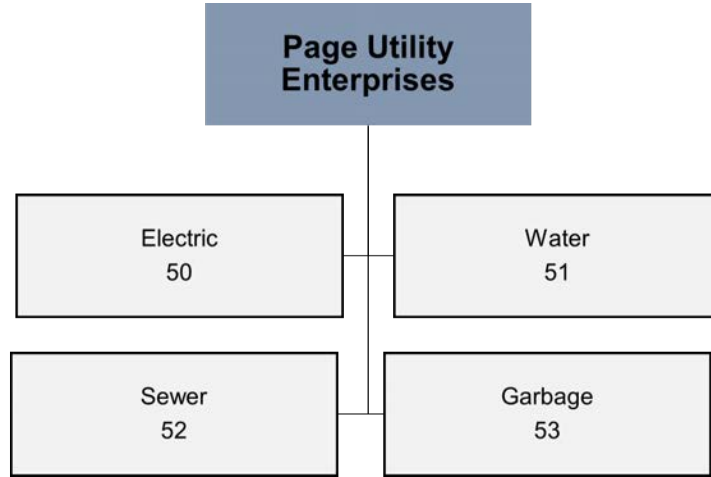 Page Utility
Enterprises
Electric
50
Water
51
Sewer
52
Garbage
53